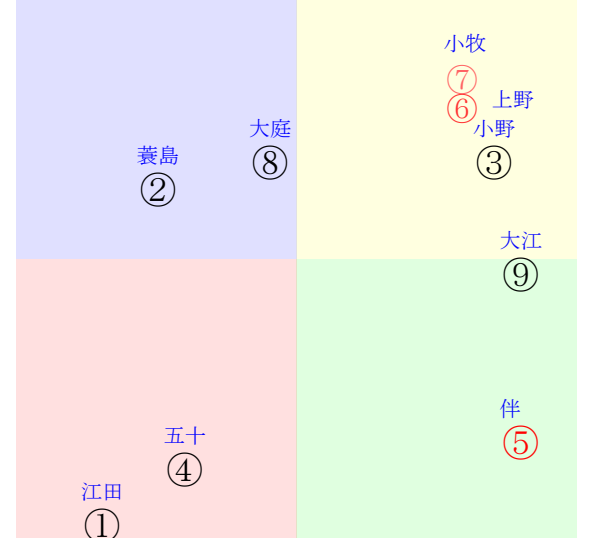 小牧
⑦
⑥
上野
小野
③
大庭
⑧
蓑島
②
大江
⑨
伴
⑤
五十
④
江田
①